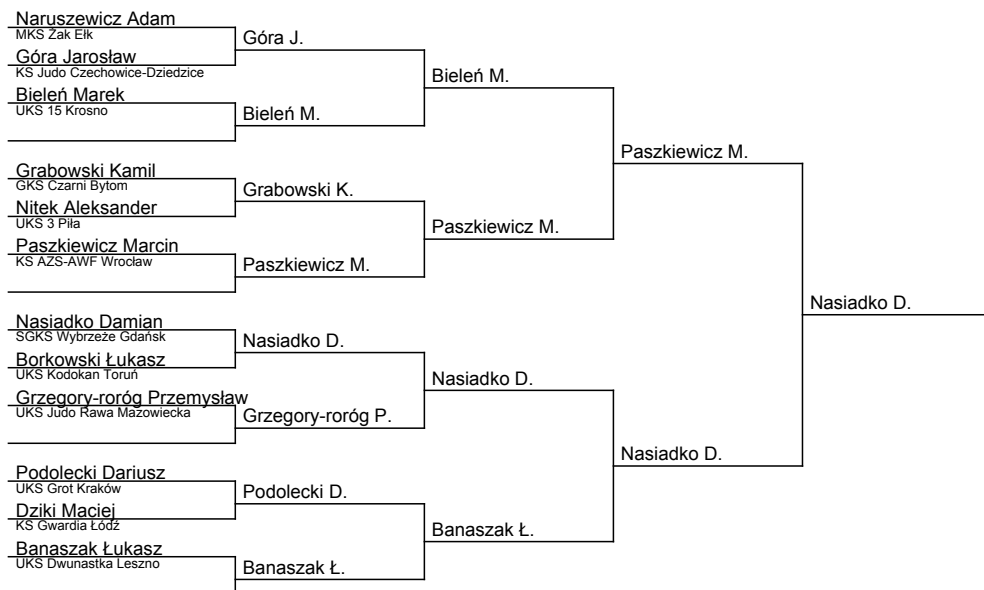 Naruszewicz Adam
MKS Żak Ełk
Góra Jarosław
KS Judo Czechowice-Dziedzice
Bieleń Marek
UKS 15 Krosno
Grabowski Kamil
GKS Czarni Bytom
Nitek Aleksander
UKS 3 Piła
Paszkiewicz Marcin
KS AZS-AWF Wrocław
Nasiadko Damian
SGKS Wybrzeże Gdańsk
Borkowski Łukasz
UKS Kodokan Toruń
Grzegory-roróg Przemysław
UKS Judo Rawa Mazowiecka
Podolecki Dariusz
UKS Grot Kraków
Dziki Maciej
KS Gwardia Łódź
Banaszak Łukasz
UKS Dwunastka Leszno
Góra J.
Bieleń M.
Grabowski K.
Paszkiewicz M.
Nasiadko D.
Grzegory-roróg P.
Podolecki D.
Banaszak Ł.
Bieleń M.
Paszkiewicz M.
Nasiadko D.
Banaszak Ł.
Paszkiewicz M.
Nasiadko D.
Nasiadko D.